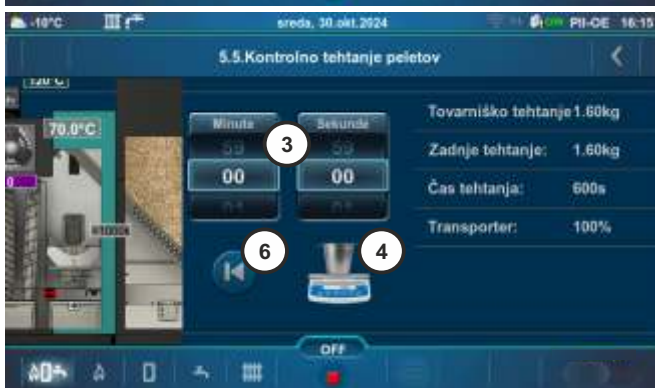 -10°C sreda, 30.okt.2024 PII-OE 16:15
5.5.Kontrolno tehtanje peletov
120°C
70.0°C
Minute Sekunde
59 59
00 00
01 01
3
Tovarniško tehtanje 1.60kg
Zadnje tehtanje: 1.60kg
Čas tehtanja: 600s
Transporter: 100%
6
4
OFF